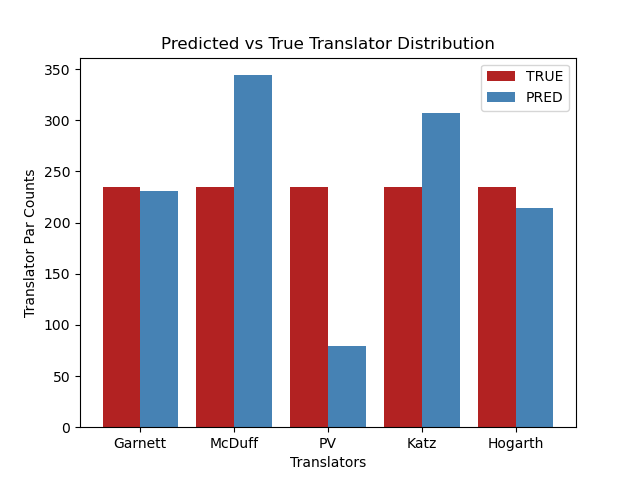 Predicted vs True Translator Distribution
TRUE
PRED
Translator Par Counts
350
300
250
200
150
100
50
0
Garnett McDuff PV Katz Hogarth
Translators